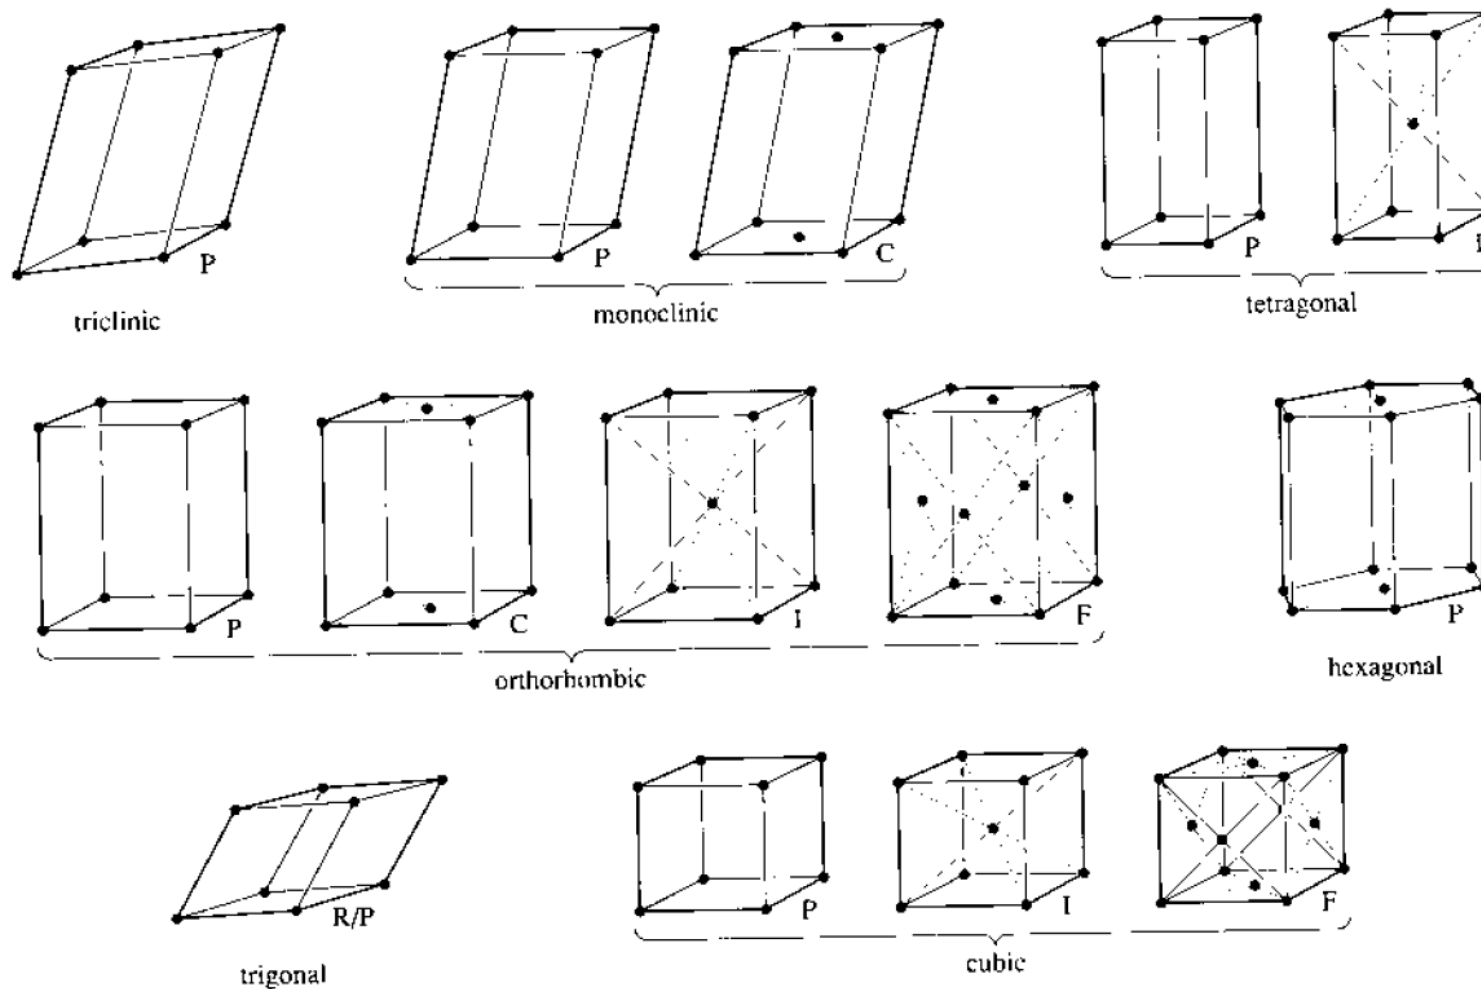 P
triclinic
P
C
monoclinic
P
I
tetragonal
P
C
I
F
orthorhombic
P
hexagonal
R/P
trigonal
P
I
F
cubic